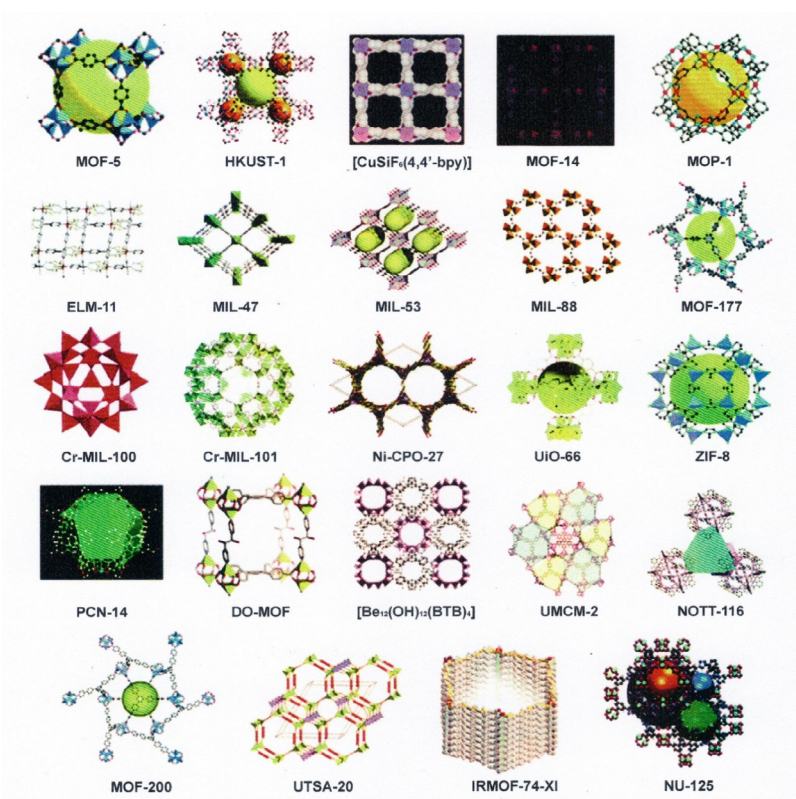 MOF-5 HKUST-1 [CuSiF₆(4,4'-bpy)] MOF-14 MOP-1
ELM-11 MIL-47 MIL-53 MIL-88 MOF-177
Cr-MIL-100 Cr-MIL-101 Ni-CPO-27 UiO-66 ZIF-8
PCN-14 DO-MOF [Be₁₂(OH)₁₂(BTB)₄] UMCM-2 NOTT-116
MOF-200 UTSA-20 IRMOF-74-XI NU-125